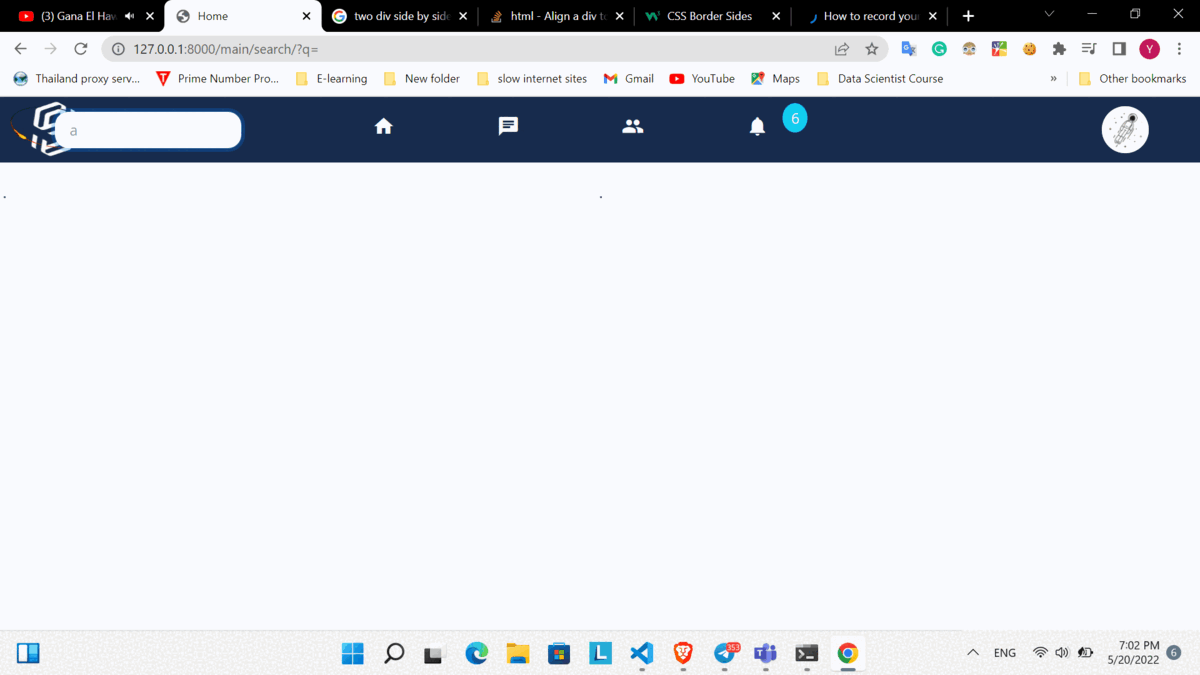 (3) Gana El Haw
Home
two div side by side
html - Align a div to
CSS Border Sides
How to record you
127.0.0.1:8000/main/search/?q=
Y
Thailand proxy serv...
Prime Number Pro...
E-learning
New folder
slow internet sites
Gmail
YouTube
Maps
Data Scientist Course
»
Other bookmarks
a
6
.
.
L
353
ENG
7:02 PM
5/20/2022
6